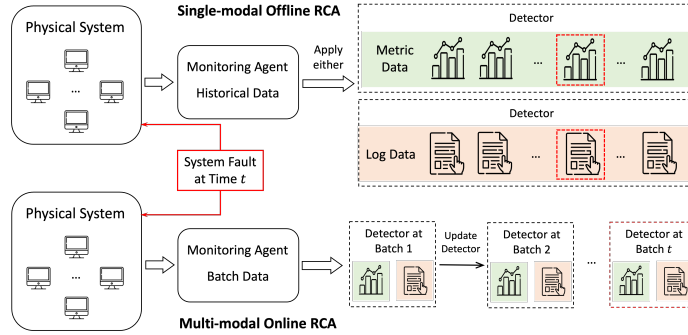 Single-modal Offline RCA
Physical System
...
Monitoring Agent
Historical Data
Apply
either
Detector
Metric
Data
...
...
Detector
Log Data
...
...
System Fault
at Time t
Physical System
...
Monitoring Agent
Batch Data
Detector at
Batch 1
Update
Detector
Detector at
Batch 2
...
Detector at
Batch t
Multi-modal Online RCA